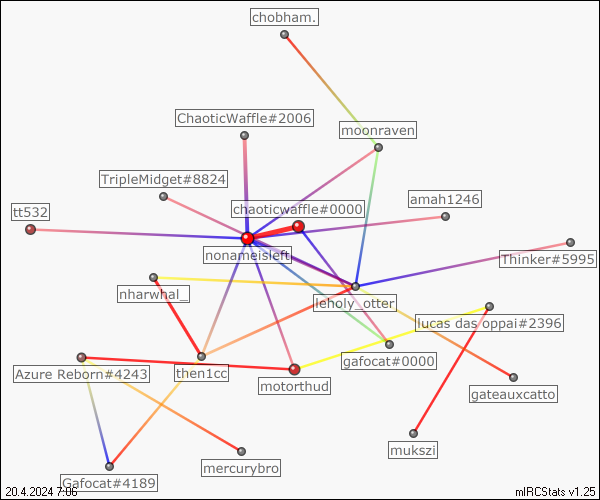 chobham.
ChaoticWaffle#2006
moonraven
TripleMidget#8824
amah1246
tt532
chaoticwaffle#0000
nonameisleft
Thinker#5995
nharwhal_
leholy_otter
lucas das oppai#2396
gafocat#0000
Azure Reborn#4243
then1cc
motorthud
gateauxcatto
mukszi
mercurybro
Gafocat#4189
20.4.2024 7:06
mIRCStats v1.25